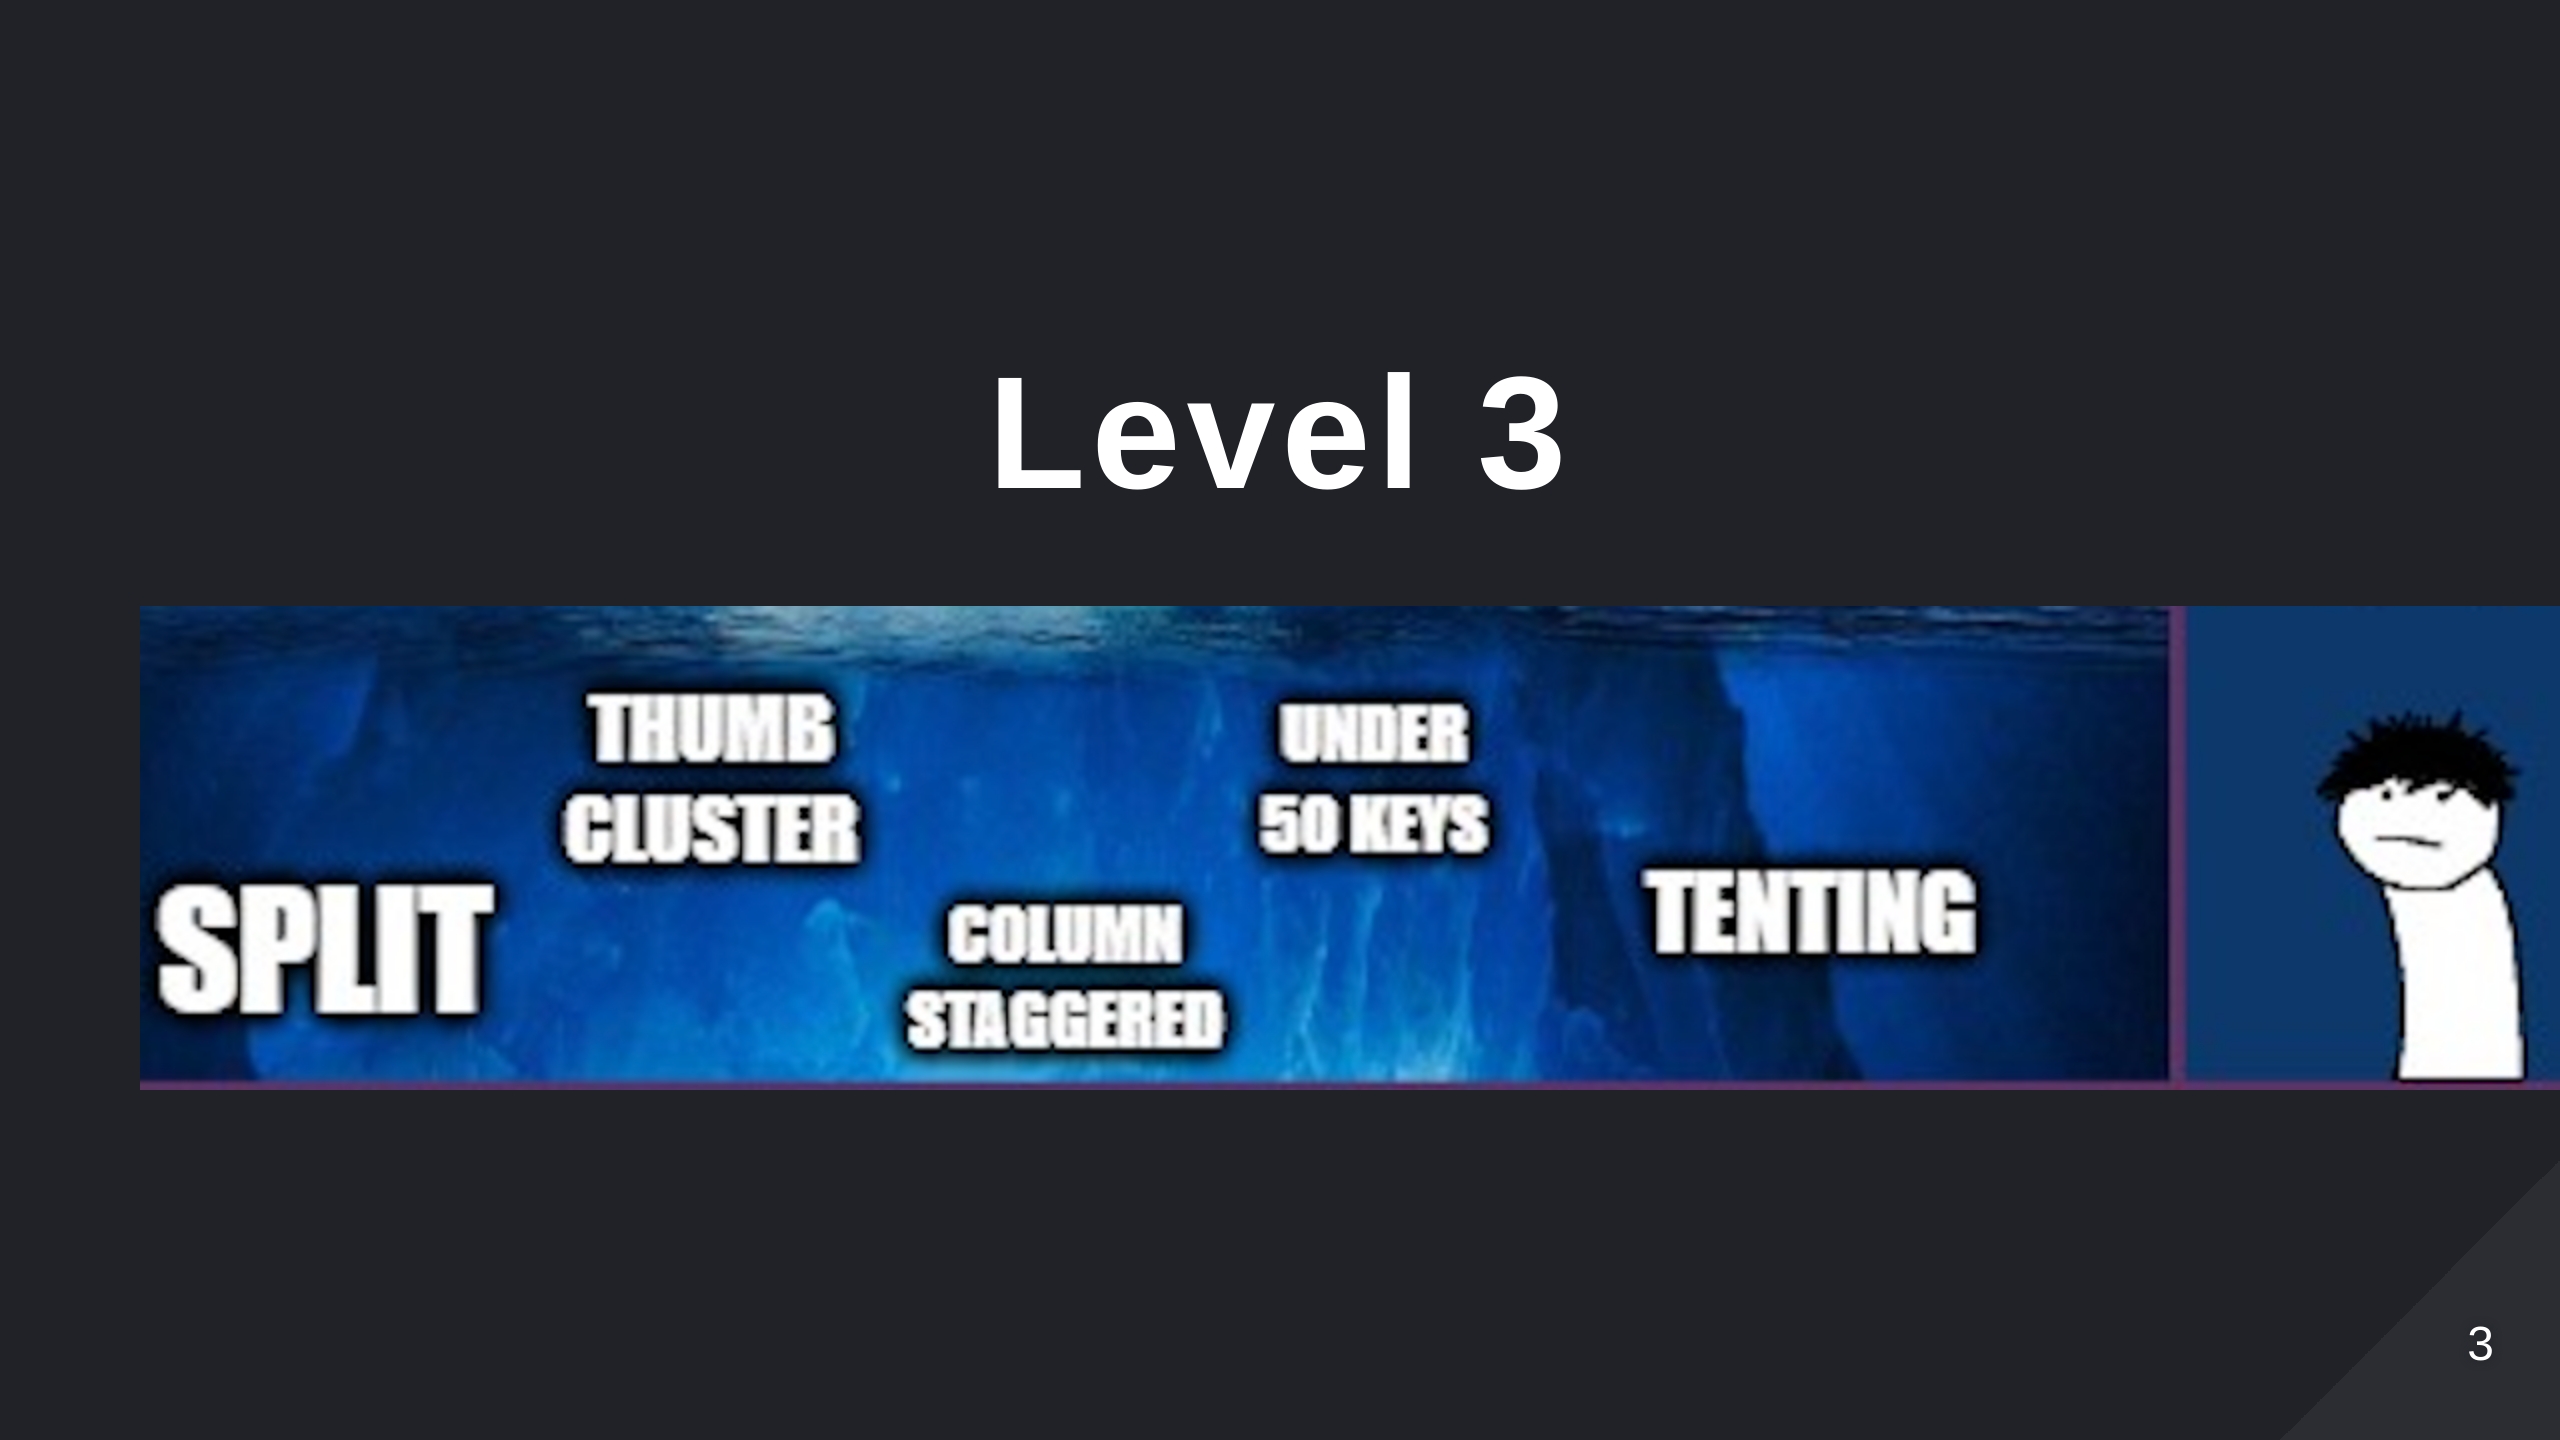 Level 3
THUMB
CLUSTER
UNDER
50 KEYS
SPLIT
COLUMN
STAGGERED
TENTING
3